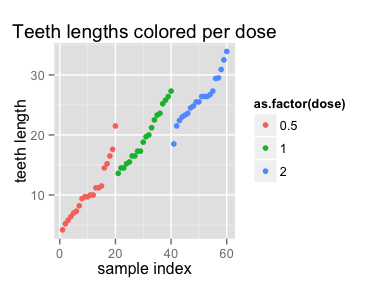 Teeth lengths colored per dose
30
20
10
teeth length
0
20
40
60
sample index
as.factor(dose)
0.5
1
2